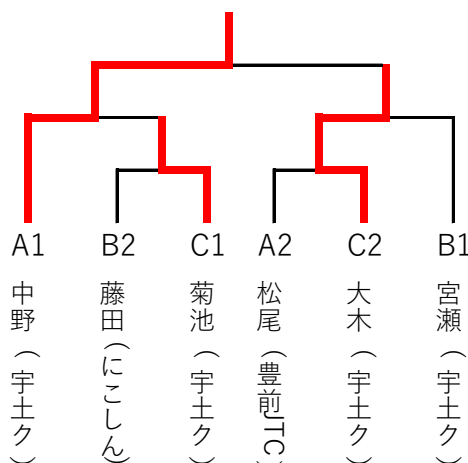 A1 B2 C1 A2 C2 B1
中野（宇土ク）
藤田（にこしん）
菊池（宇土ク）
松尾（豊前JTC）
大木（宇土ク）
宮瀬（宇土ク）